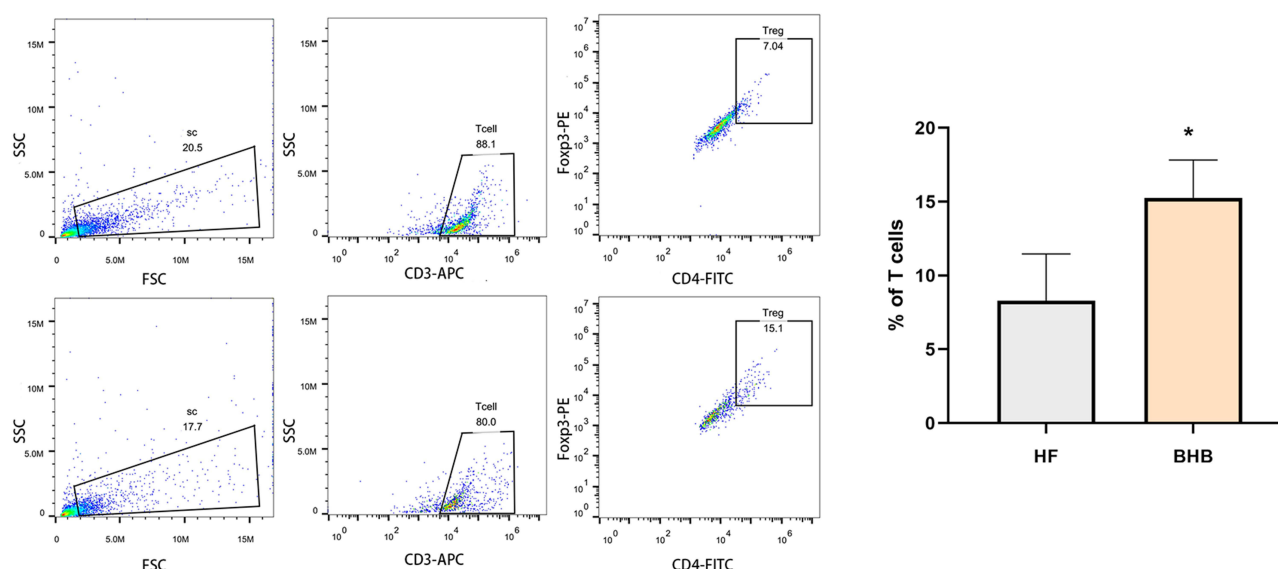 SSC
15M
10M
5.0M
0
sc
20.5
5.0M
10M
15M
FSC
SSC
15M
10M
5.0M
0
Tcell
88.1
10^0
10^2
10^4
10^6
CD3-APC
Foxp3-PE
10^7
10^6
10^5
10^4
10^3
10^2
10^1
10^0
Treg
7.04
10^0
10^2
10^4
10^6
CD4-FITC
SSC
15M
10M
5.0M
0
sc
17.7
5.0M
10M
15M
FSC
SSC
15M
10M
5.0M
0
Tcell
80.0
10^0
10^2
10^4
10^6
CD3-APC
Foxp3-PE
10^7
10^6
10^5
10^4
10^3
10^2
10^1
10^0
Treg
15.1
10^0
10^2
10^4
10^6
CD4-FITC
% of T cells
20
15
10
5
0
*
HF
BHB